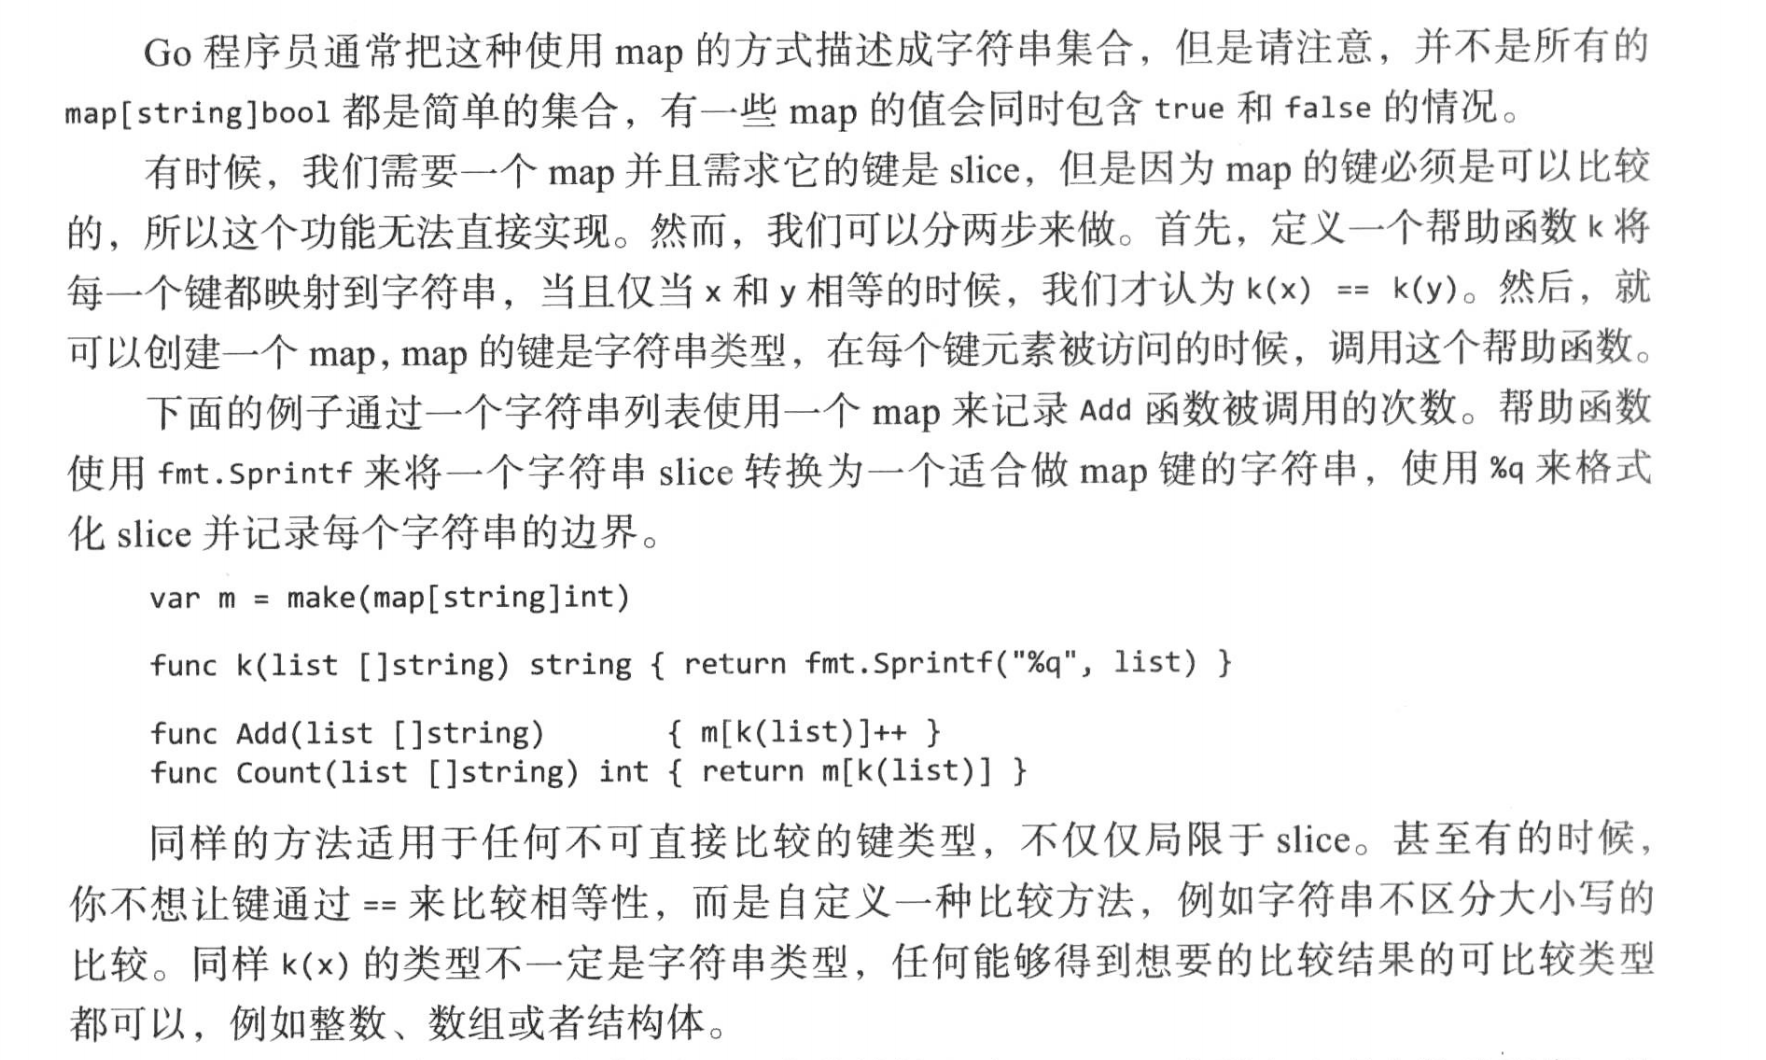 Go 程序员通常把这种使用 map 的方式描述成字符串集合，但是请注意，并不是所有的
map[string]bool 都是简单的集合，有一些 map 的值会同时包含 true 和 false 的情况。
有时候，我们需要一个 map 并且需求它的键是 slice，但是因为 map 的键必须是可以比较
的，所以这个功能无法直接实现。然而，我们可以分两步来做。首先，定义一个帮助函数 k 将
每一个键都映射到字符串，当且仅当 x 和 y 相等的时候，我们才认为 k(x) == k(y)。然后，就
可以创建一个 map, map 的键是字符串类型，在每个键元素被访问的时候，调用这个帮助函数。
下面的例子通过一个字符串列表使用一个 map 来记录 Add 函数被调用的次数。帮助函数
使用 fmt.Sprintf 来将一个字符串 slice 转换为一个适合做 map 键的字符串，使用 %q 来格式
化 slice 并记录每个字符串的边界。
var m = make(map[string]int)
func k(list []string) string { return fmt.Sprintf("%q", list) }
func Add(list []string)       { m[k(list)]++ }
func Count(list []string) int { return m[k(list)] }
同样的方法适用于任何不可直接比较的键类型，不仅仅局限于 slice。甚至有的时候，
你不想让键通过 == 来比较相等性，而是自定义一种比较方法，例如字符串不区分大小写的
比较。同样 k(x) 的类型不一定是字符串类型，任何能够得到想要的比较结果的可比较类型
都可以，例如整数、数组或者结构体。